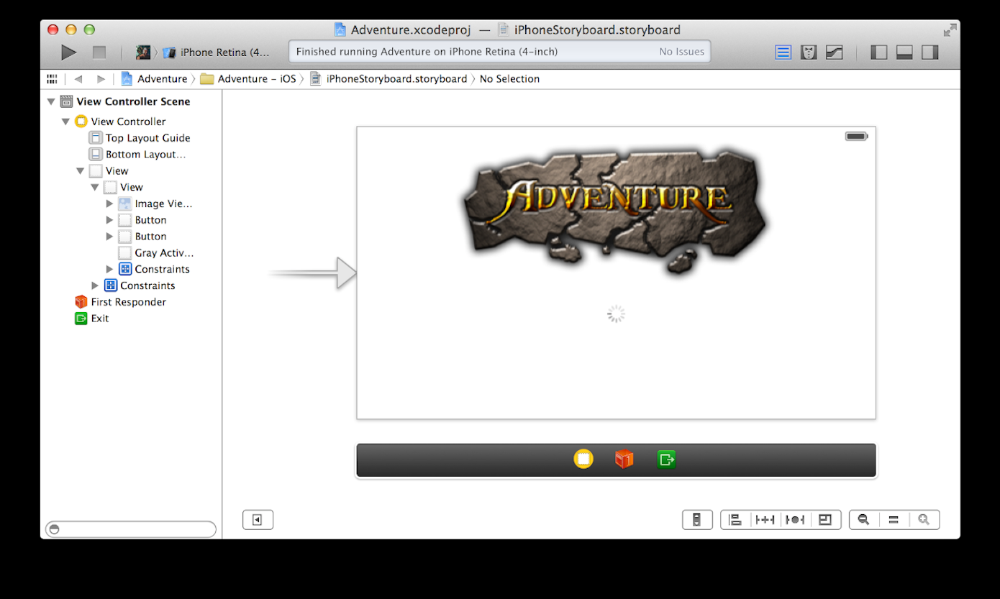 Adventure.xcodeproj — iPhoneStoryboard.storyboard
iPhone Retina (4...
Finished running Adventure on iPhone Retina (4-inch)
No Issues
Adventure
Adventure – iOS
iPhoneStoryboard.storyboard
No Selection
View Controller Scene
View Controller
Top Layout Guide
Bottom Layout...
View
View
Image Vie...
Button
Button
Gray Activ...
Constraints
Constraints
First Responder
Exit
ADVENTURE